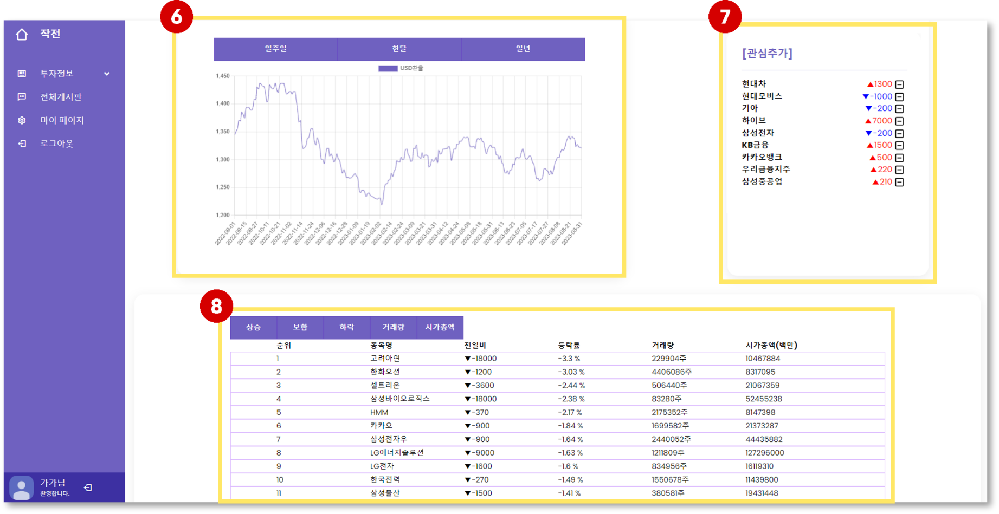 6
7
작전
투자정보
전체게시판
마이 페이지
로그아웃
일주일 한달 일년
USD환율
1,450
1,400
1,350
1,300
1,250
1,200
2022-09-01 2022-09-15 2022-09-27 2022-10-11 2022-10-21 2022-11-02 2022-11-14 2022-11-24 2022-12-06 2022-12-16 2022-12-28 2023-01-09 2023-01-19 2023-02-02 2023-02-14 2023-02-24 2023-03-09 2023-03-21 2023-03-31 2023-04-12 2023-04-24 2023-05-08 2023-05-18 2023-05-31 2023-06-13 2023-06-23 2023-07-05 2023-07-17 2023-07-27 2023-08-08 2023-08-21 2023-08-31
[관심추가]
현대차 ▲1300
현대모비스 ▼-1000
기아 ▼-200
하이브 ▲7000
삼성전자 ▼-200
KB금융 ▲1500
카카오뱅크 ▲500
우리금융지주 ▲220
삼성중공업 ▲210
8
상승 보합 하락 거래량 시가총액
순위 종목명 전일비 등락률 거래량 시가총액(백만)
1 고려아연 ▼-18000 -3.3 % 229904주 10467884
2 한화오션 ▼-1200 -3.03 % 4406086주 8317095
3 셀트리온 ▼-3600 -2.44 % 506440주 21067359
4 삼성바이오로직스 ▼-18000 -2.38 % 83280주 52455238
5 HMM ▼-370 -2.17 % 2175352주 8147398
6 카카오 ▼-900 -1.84 % 1699582주 21373287
7 삼성전자우 ▼-900 -1.64 % 2440052주 44435882
8 LG에너지솔루션 ▼-9000 -1.63 % 1211809주 127296000
9 LG전자 ▼-1600 -1.6 % 834956주 16119310
10 한국전력 ▼-270 -1.49 % 1550678주 11439800
11 삼성물산 ▼-1500 -1.41 % 380581주 19431448
가가님
환영합니다.